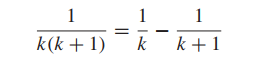 1/k(k + 1) = 1/k − 1/k + 1